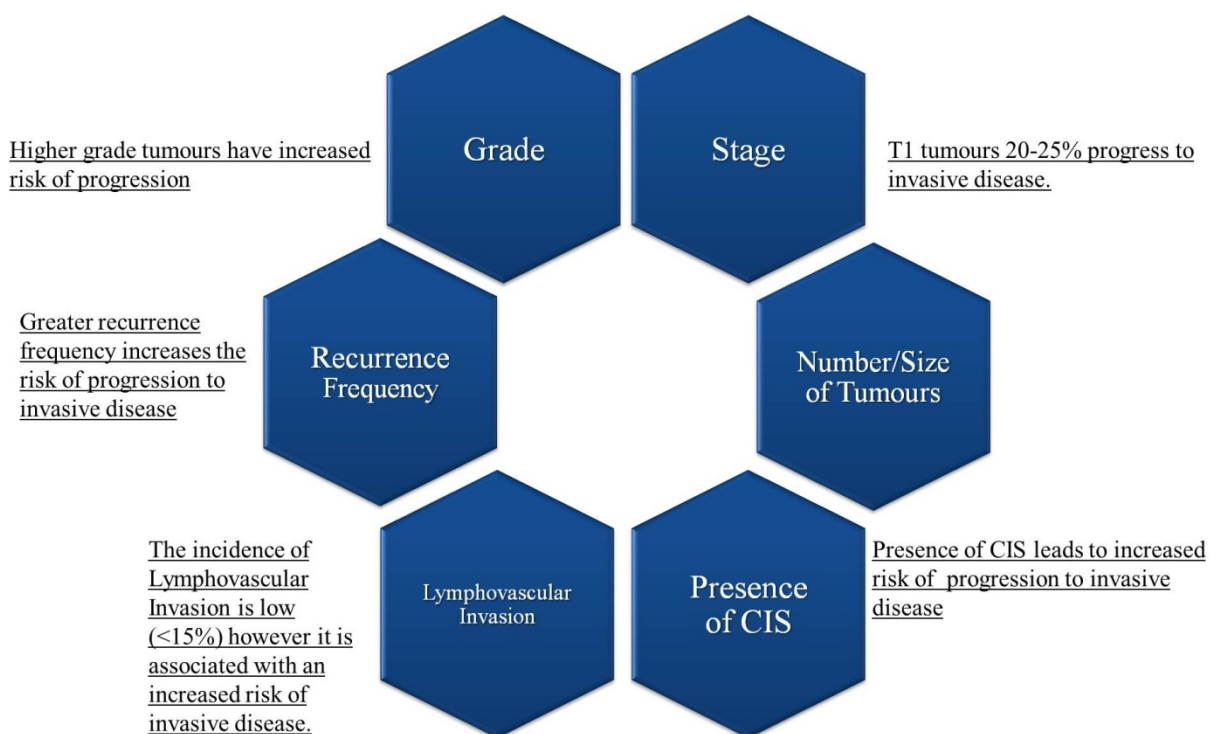 Grade
Stage
Higher grade tumours have increased
risk of progression
T1 tumours 20-25% progress to
invasive disease.
Greater recurrence
frequency increases the
risk of progression to
invasive disease
Recurrence
Frequency
Number/Size
of Tumours
The incidence of
Lymphovascular
Invasion is low
(<15%) however it is
associated with an
increased risk of
invasive disease.
Lymphovascular
Invasion
Presence
of CIS
Presence of CIS leads to increased
risk of  progression to invasive
disease